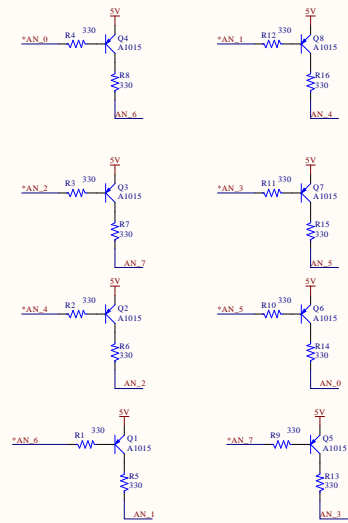 5V 5V
330 330
R4 Q4 R12 Q8
*AN_0 A1015 *AN_1 A1015
R8 R16
330 330
AN_6 AN_4
5V 5V
330 330
R3 Q3 R11 Q7
*AN_2 A1015 *AN_3 A1015
R7 R15
330 330
AN_7 AN_5
5V 5V
330 330
R2 Q2 R10 Q6
*AN_4 A1015 *AN_5 A1015
R6 R14
330 330
AN_2 AN_0
5V 5V
330 330
R1 Q1 R9 Q5
*AN_6 A1015 *AN_7 A1015
R5 R13
330 330
AN_1 AN_3